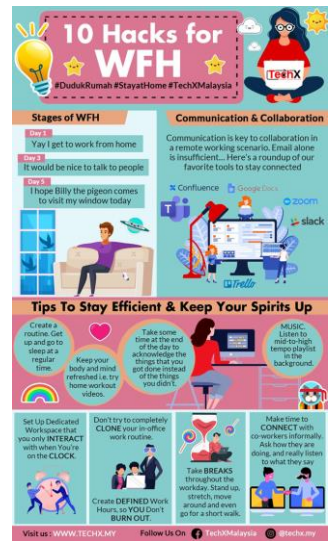 10 Hacks for
WFH
#DudukRumah #StayatHome #TechXMalaysia
TechX
Stages of WFH
Day 1
Yay I get to work from home
Day 3
It would be nice to talk to people
Day 5
I hope Billy the pigeon comes
to visit my window today
Communication & Collaboration
Communication is key to collaboration
in a remote working scenario. Email alone
is insufficient... Here's a roundup of our
favorite tools to stay connected
Confluence
Google Docs
zoom
slack
Trello
Tips To Stay Efficient & Keep Your Spirits Up
Create a
routine. Get
up and go to
sleep at a
regular
time.
Keep your
body and mind
refreshed i.e. try
home workout
videos.
Take some
time at the end
of the day to
acknowledge the
things that you
got done instead
of the things
you didn't.
MUSIC.
Listen to
mid-to-high
tempo playlist
in the
background.
Set Up Dedicated
Workspace that
you only INTERACT
with when You're
on the CLOCK.
Don't try to completely
CLONE your in-office
work routine.
Create DEFINED Work
Hours, so YOU Don't
BURN OUT.
Take BREAKS
throughout the
workday. Stand up,
stretch, move
around and even
go for a short walk.
Make time to
CONNECT with
co-workers informally.
Ask how they are
doing, and really listen
to what they say
Visit us : WWW.TECHX.MY
Follow Us On
TechXMalaysia
@techx.my